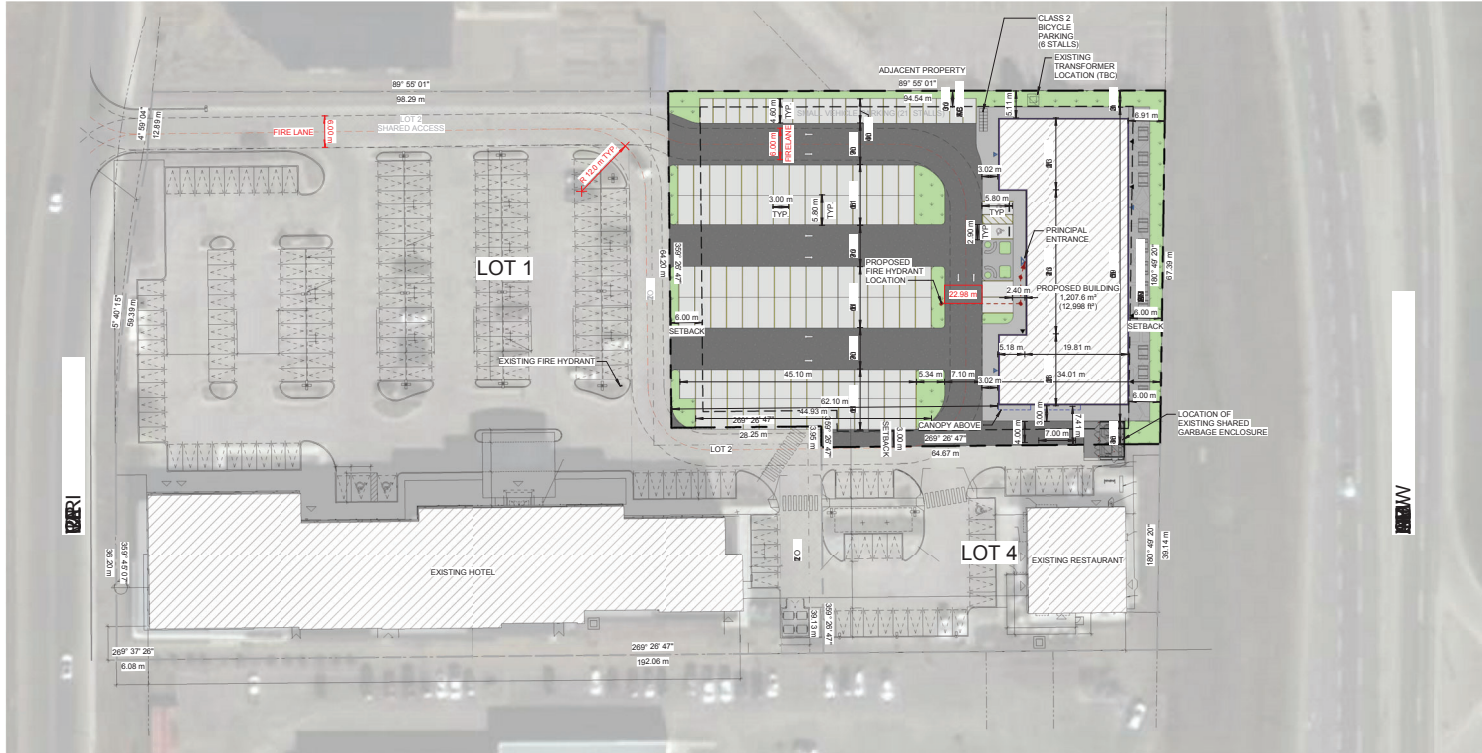 CLASS 2
BICYCLE
PARKING
(6 STALLS)
EXISTING
TRANSFORMER
LOCATION (TBC)
ADJACENT PROPERTY
89° 55' 01"
98.29 m
89° 55' 01"
94.54 m
5.11 m
6.91 m
4° 59' 04"
12.89 m
FIRE LANE
6.00 m
LOT 2
SHARED ACCESS
4.60 m
TYP.
SMALL VEHICLE PARKING (21 STALLS)
6.00 m
FIRE LANE
R 12.0 m TYP.
3.02 m
3.00 m
TYP.
5.80 m
TYP.
5.80 m
TYP.
2.90 m
TYP.
PRINCIPAL
ENTRANCE
LOT 1
359° 26' 47"
64.20 m
PROPOSED
FIRE HYDRANT
LOCATION
22.98 m
2.40 m
PROPOSED BUILDING
1,207.6 m²
(12,998 ft²)
180° 49' 20"
67.39 m
5° 40' 15"
59.39 m
6.00 m
SETBACK
6.00 m
SETBACK
EXISTING FIRE HYDRANT
5.18 m
19.81 m
45.10 m
5.34 m
7.10 m
3.02 m
34.01 m
62.10 m
6.00 m
44.93 m
269° 26' 47"
28.25 m
3.95 m
359° 26' 47"
SETBACK
3.00 m
CANOPY ABOVE
269° 26' 47"
64.67 m
3.00 m
4.00 m
7.00 m
7.41 m
LOCATION OF
EXISTING SHARED
GARBAGE ENCLOSURE
LOT 2
LOT 4
EXISTING HOTEL
EXISTING RESTAURANT
359° 45' 07"
36.20 m
180° 49' 20"
39.14 m
359° 26' 47"
39.13 m
269° 37' 26"
6.08 m
269° 26' 47"
192.06 m